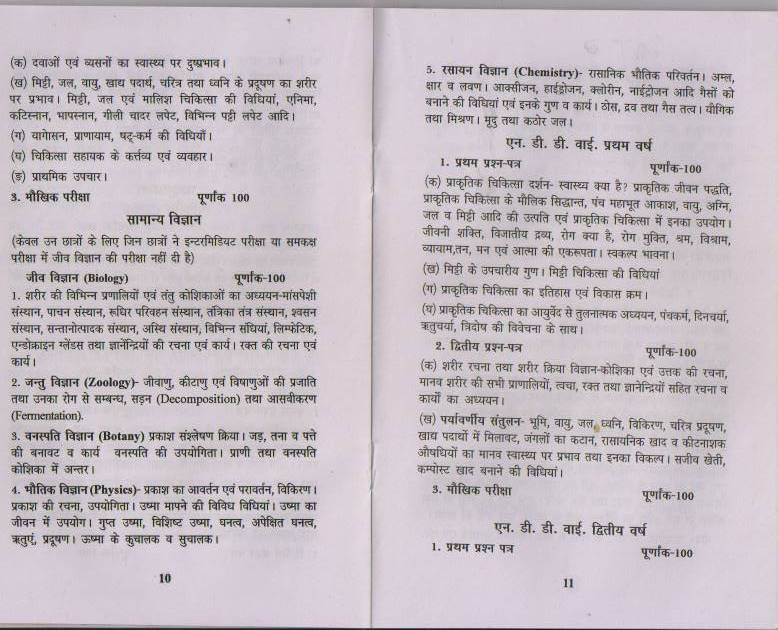 (क) दवाओं एवं व्यसनों का स्वास्थ्य पर दुष्प्रभाव।
(ख) मिट्टी, जल, वायु, खाद्य पदार्थ, चरित्र तथा ध्वनि के प्रदूषण का शरीर
पर प्रभाव। मिट्टी, जल एवं मालिश चिकित्सा की विधियां, एनिमा,
कटिस्नान, भापस्नान, गीली चादर लपेट, विभिन्न पट्टी लपेट आदि।
(ग) यागेासन, प्राणायाम, षट्-कर्म की विधियाँ।
(घ) चिकित्सा सहायक के कर्त्तव्य एवं व्यवहार।
(ङ) प्राथमिक उपचार।
3. मौखिक परीक्षा पूर्णांक 100
सामान्य विज्ञान
(केवल उन छात्रों के लिए जिन छात्रों ने इन्टरमिडियट परीक्षा या समकक्ष
परीक्षा में जीव विज्ञान की परीक्षा नहीं दी है)
जीव विज्ञान (Biology) पूर्णांक-100
1. शरीर की विभिन्न प्रणालियों एवं तंतु कोशिकाओं का अध्ययन-मांसपेशी
संस्थान, पाचन संस्थान, रूधिर परिवहन संस्थान, तंत्रिका तंत्र संस्थान, श्वसन
संस्थान, सन्तानोत्पादक संस्थान, अस्थि संस्थान, विभिन्न संधियां, लिम्फेटिक,
एन्डोक्राइन ग्लेंडस तथा ज्ञानेन्द्रियों की रचना एवं कार्य। रक्त की रचना एवं
कार्य।
2. जन्तु विज्ञान (Zoology)- जीवाणु, कीटाणु एवं विषाणुओं की प्रजाति
तथा उनका रोग से सम्बन्ध, सड़न (Decomposition) तथा आसवीकरण
(Fermentation).
3. वनस्पति विज्ञान (Botany) प्रकाश संश्लेषण क्रिया। जड़, तना व पत्ते
की बनावट व कार्य वनस्पति की उपयोगिता। प्राणी तथा वनस्पति
कोशिका में अन्तर।
4. भौतिक विज्ञान (Physics)- प्रकाश का आवर्तन एवं परावर्तन, विकिरण।
प्रकाश की रचना, उपयोगिता। उष्मा मापने की विविध विधियां। उष्मा का
जीवन में उपयोग। गुप्त उष्मा, विशिष्ट उष्मा, घनत्व, अपेक्षित घनत्व,
ऋतुएं, प्रदूषण। ऊष्मा के कुचालक व सुचालक।
10
5. रसायन विज्ञान (Chemistry)- रासानिक भौतिक परिवर्तन। अम्ल,
क्षार व लवण। आक्सीजन, हाईड्रोजन, क्लोरीन, नाईट्रोजन आदि गैसों को
बनाने की विधियां एवं इनके गुण व कार्य। ठोस, द्रव तथा गैस तत्व। यौगिक
तथा मिश्रण। मृदु तथा कठोर जल।
एन. डी. डी. वाई. प्रथम वर्ष
1. प्रथम प्रश्न-पत्र पूर्णांक-100
(क) प्राकृतिक चिकित्सा दर्शन- स्वास्थ्य क्या है? प्राकृतिक जीवन पद्धति,
प्राकृतिक चिकित्सा के मौलिक सिद्धान्त, पंच महाभूत आकाश, वायु, अग्नि,
जल व मिट्टी आदि की उत्पति एवं प्राकृतिक चिकित्सा में इनका उपयोग।
जीवनी शक्ति, विजातीय द्रव्य, रोग क्या है, रोग मुक्ति, श्रम, विश्राम,
व्यायाम,तन, मन एवं आत्मा की एकरूपता। स्वकल्प भावना।
(ख) मिट्टी के उपचारीय गुण। मिट्टी चिकित्सा की विधियां
(ग) प्राकृतिक चिकित्सा का इतिहास एवं विकास क्रम।
(घ) प्राकृतिक चिकित्सा का आयुर्वेद से तुलनात्मक अध्ययन, पंचकर्म, दिनचर्या,
ऋतुचर्या, त्रिदोष की विवेचना के साथ।
2. द्वितीय प्रश्न-पत्र पूर्णांक-100
(क) शरीर रचना तथा शरीर क्रिया विज्ञान-कोशिका एवं उत्तक की रचना,
मानव शरीर की सभी प्राणालियों, त्वचा, रक्त तथा ज्ञानेन्द्रियों सहित रचना व
कार्यों का अध्ययन।
(ख) पर्यावर्णीय संतुलन- भूमि, वायु, जल, ध्वनि, विकिरण, चरित्र प्रदूषण,
खाद्य पदार्थो में मिलावट, जंगलों का कटान, रासायनिक खाद व कीटनाशक
औषधियों का मानव स्वास्थ्य पर प्रभाव तथा इनका विकल्प। सजीव खेती,
कम्पोस्ट खाद बनाने की विधियां।
3. मौखिक परीक्षा पूर्णांक-100
एन. डी. डी. वाई. द्वितीय वर्ष
1. प्रथम प्रश्न पत्र पूर्णांक-100
11